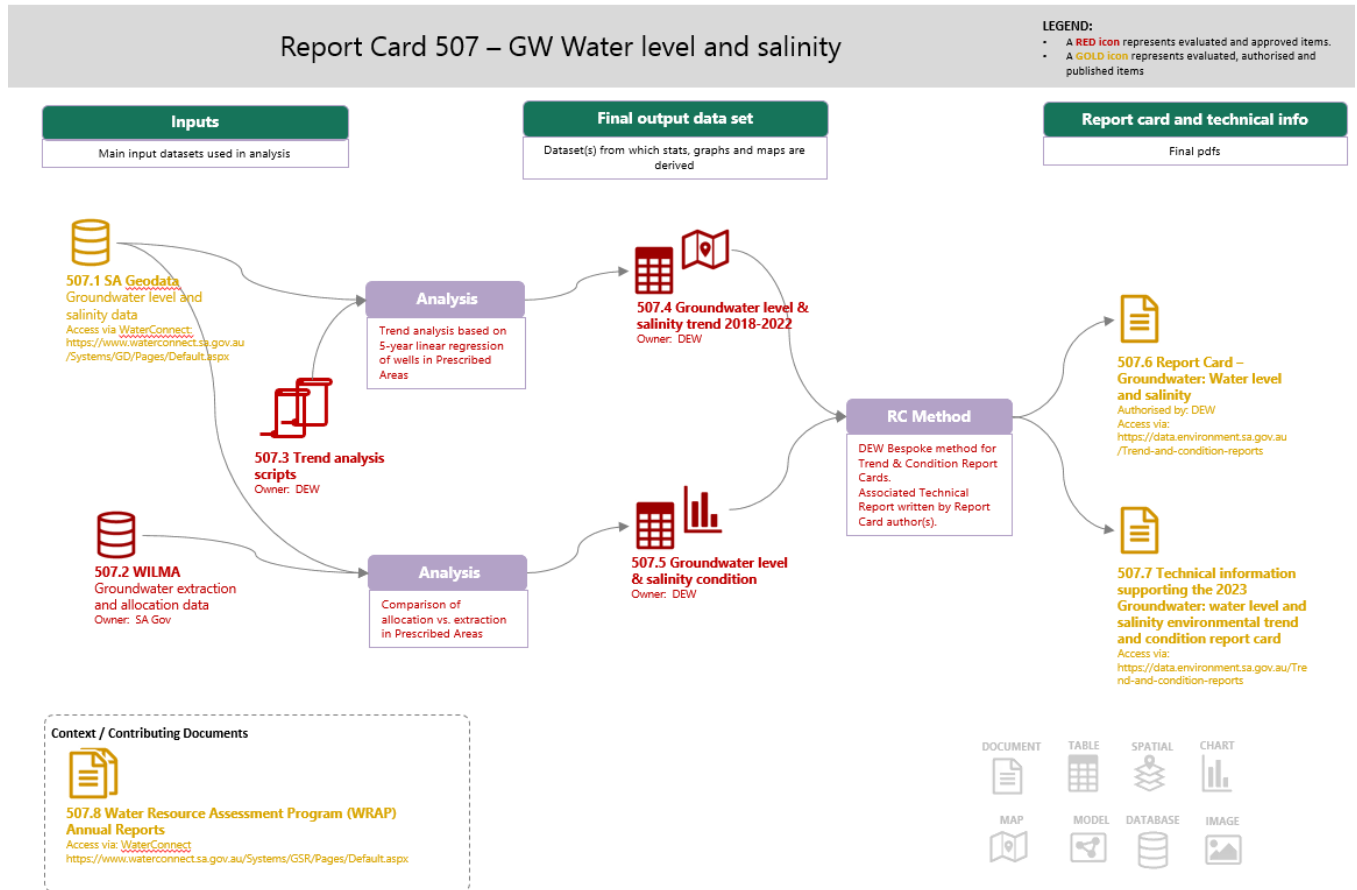 Report Card 507 – GW Water level and salinity
LEGEND:
• A RED icon represents evaluated and approved items.
• A GOLD icon represents evaluated, authorised and
published items
Inputs
Main input datasets used in analysis
Final output data set
Dataset(s) from which stats, graphs and maps are
derived
Report card and technical info
Final pdfs
507.1 SA Geodata
Groundwater level and
salinity data
Access via WaterConnect:
https://www.waterconnect.sa.gov.au
/Systems/GD/Pages/Default.aspx
Analysis
Trend analysis based on
5-year linear regression
of wells in Prescribed
Areas
507.3 Trend analysis
scripts
Owner: DEW
507.2 WILMA
Groundwater extraction
and allocation data
Owner: SA Gov
Analysis
Comparison of
allocation vs. extraction
in Prescribed Areas
507.4 Groundwater level &
salinity trend 2018-2022
Owner: DEW
507.5 Groundwater level
& salinity condition
Owner: DEW
RC Method
DEW Bespoke method for
Trend & Condition Report
Cards.
Associated Technical
Report written by Report
Card author(s).
507.6 Report Card –
Groundwater: Water level
and salinity
Authorised by: DEW
Access via:
https://data.environment.sa.gov.au
/Trend-and-condition-reports
507.7 Technical information
supporting the 2023
Groundwater: water level and
salinity environmental trend
and condition report card
Access via:
https://data.environment.sa.gov.au/Tre
nd-and-condition-reports
Context / Contributing Documents
507.8 Water Resource Assessment Program (WRAP)
Annual Reports
Access via: WaterConnect
https://www.waterconnect.sa.gov.au/Systems/GSR/Pages/Default.aspx
DOCUMENT TABLE SPATIAL CHART
MAP MODEL DATABASE IMAGE